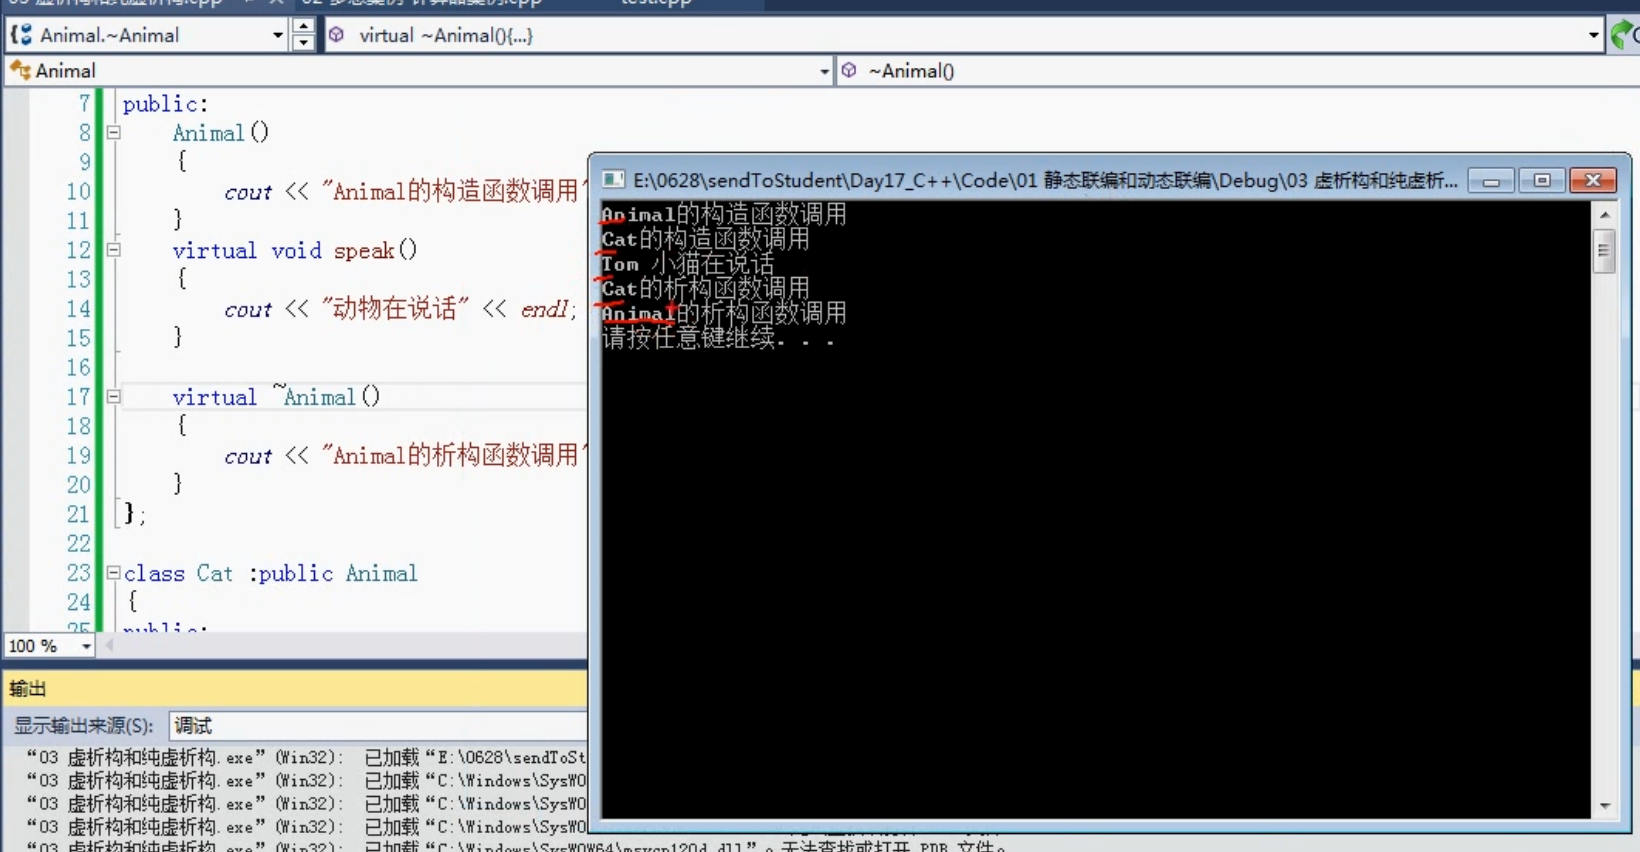 Animal.~Animal
virtual ~Animal(){...}
Animal
~Animal()
7 public:
8 Animal()
9 {
10 cout << "Animal的构造函数调用"
11 }
12 virtual void speak()
13 {
14 cout << "动物在说话" << endl;
15 }
16
17 virtual ~Animal()
18 {
19 cout << "Animal的析构函数调用"
20 }
21 };
22
23 class Cat :public Animal
24 {
25 public:
100 %
E:\0628\sendToStudent\Day17_C++\Code\01 静态联编和动态联编\Debug\03 虚析构和纯虚析...
Animal的构造函数调用
Cat的构造函数调用
Tom 小猫在说话
Cat的析构函数调用
Animal的析构函数调用
请按任意键继续. . .
输出
显示输出来源(S): 调试
“03 虚析构和纯虚析构.exe”(Win32): 已加载“E:\0628\sendToSt
“03 虚析构和纯虚析构.exe”(Win32): 已加载“C:\Windows\SysWO
“03 虚析构和纯虚析构.exe”(Win32): 已加载“C:\Windows\SysWO
“03 虚析构和纯虚析构.exe”(Win32): 已加载“C:\Windows\SysWO
“03 虚析构和纯虚析构.exe”(Win32): 已加载“C:\Windows\SysWOW64\msvcp120d.dll”。无法查找或打开 PDB 文件。